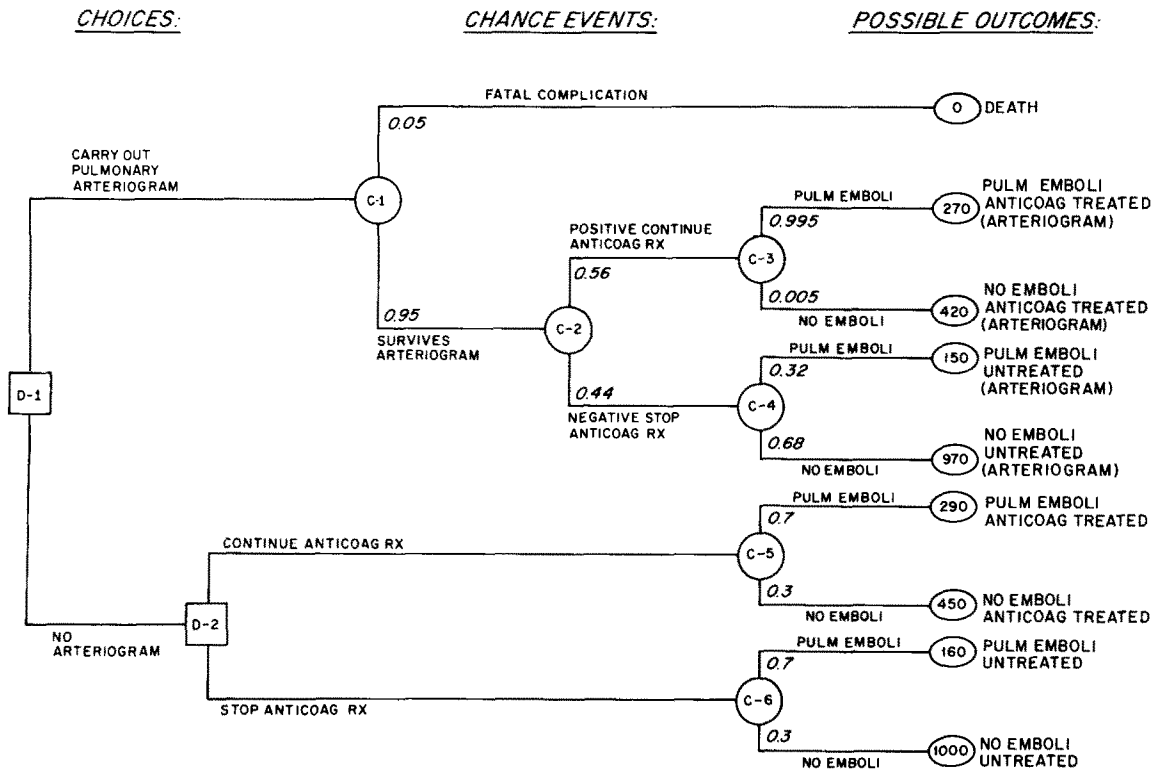 CHOICES:
CHANCE EVENTS:
POSSIBLE OUTCOMES:
FATAL COMPLICATION
0.05
0 DEATH
CARRY OUT
PULMONARY
ARTERIOGRAM
C-1
0.95
SURVIVES
ARTERIOGRAM
C-2
POSITIVE CONTINUE
ANTICOAG RX
0.56
C-3
PULM EMBOLI
0.995
270
PULM EMBOLI
ANTICOAG TREATED
(ARTERIOGRAM)
0.005
NO EMBOLI
420
NO EMBOLI
ANTICOAG TREATED
(ARTERIOGRAM)
0.44
NEGATIVE STOP
ANTICOAG RX
C-4
PULM EMBOLI
0.32
150
PULM EMBOLI
UNTREATED
(ARTERIOGRAM)
0.68
NO EMBOLI
970
NO EMBOLI
UNTREATED
(ARTERIOGRAM)
D-1
NO
ARTERIOGRAM
D-2
CONTINUE ANTICOAG RX
C-5
PULM EMBOLI
0.7
290
PULM EMBOLI
ANTICOAG TREATED
0.3
NO EMBOLI
450
NO EMBOLI
ANTICOAG TREATED
STOP ANTICOAG RX
C-6
PULM EMBOLI
0.7
160
PULM EMBOLI
UNTREATED
0.3
NO EMBOLI
1000
NO EMBOLI
UNTREATED